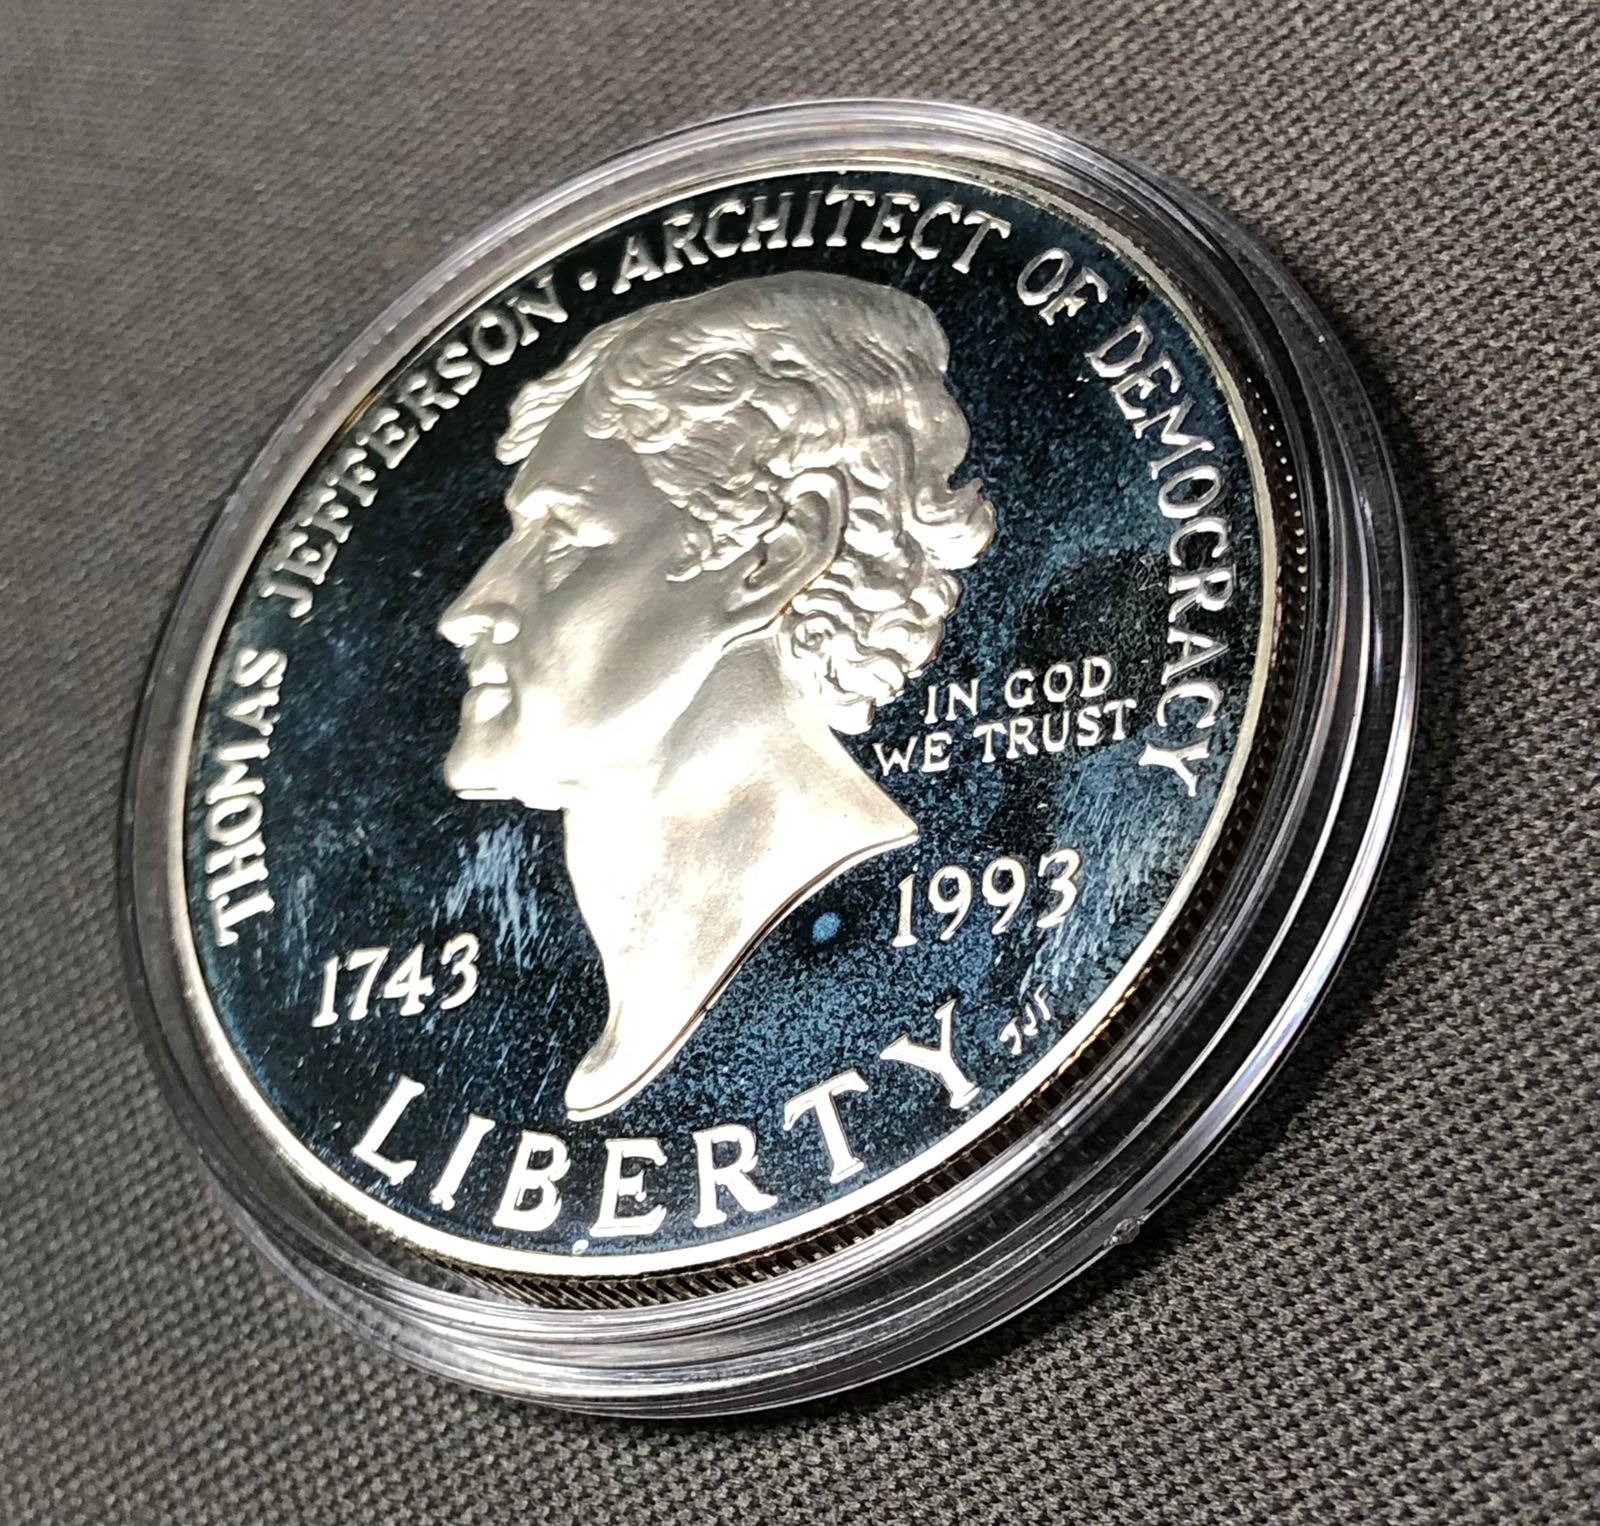 THOMAS JEFFERSON · ARCHITECT OF DEMOCRACY
IN GOD
WE TRUST
1743
1993
LIBERTY